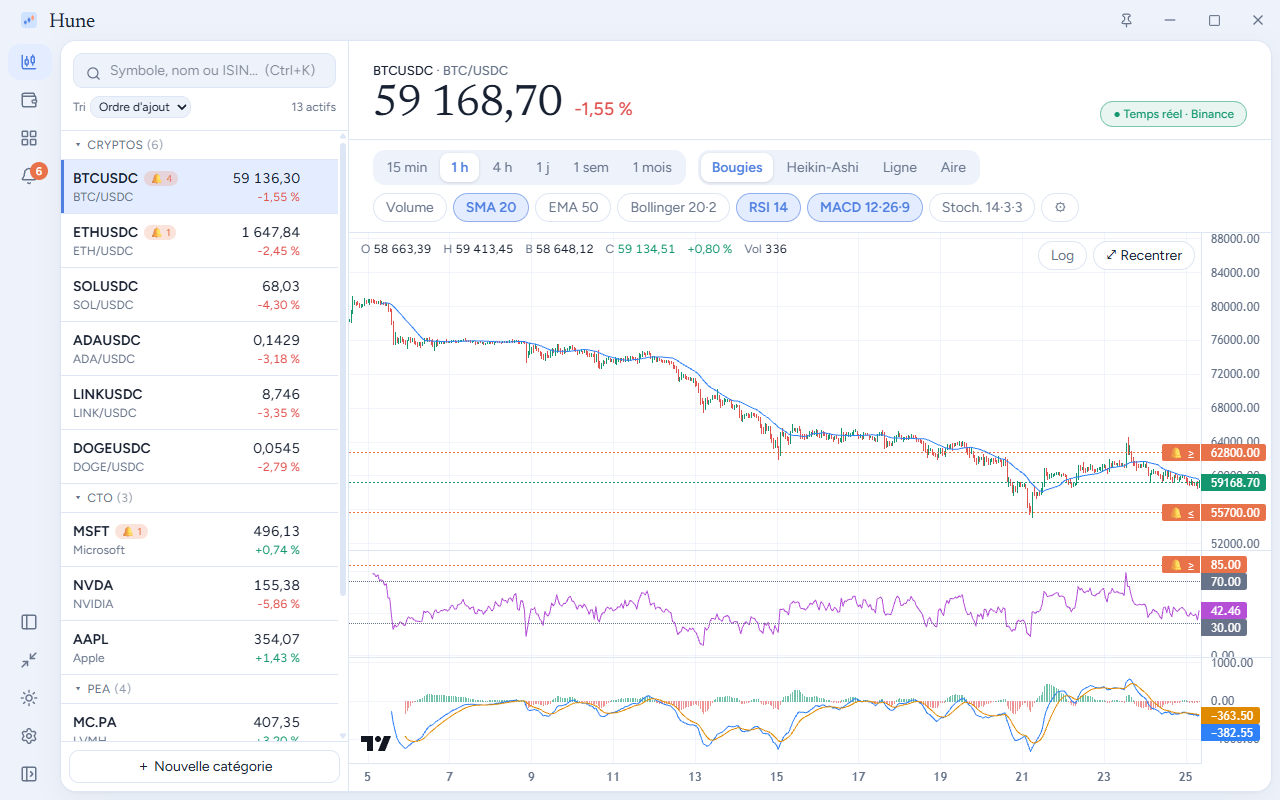 Hune
Symbole, nom ou ISIN... (Ctrl+K)
Tri Ordre d'ajout 13 actifs
CRYPTOS (6)
BTCUSDC 4 59 136,30
BTC/USDC -1,55 %
ETHUSDC 1 1 647,84
ETH/USDC -2,45 %
SOLUSDC 68,03
SOL/USDC -4,30 %
ADAUSDC 0,1429
ADA/USDC -3,18 %
LINKUSDC 8,746
LINK/USDC -3,35 %
DOGEUSDC 0,0545
DOGE/USDC -2,79 %
CTO (3)
MSFT 1 496,13
Microsoft +0,74 %
NVDA 155,38
NVIDIA -5,86 %
AAPL 354,07
Apple +1,43 %
PEA (4)
MC.PA 407,35
LVMH +3,20 %
+ Nouvelle catégorie
6
BTCUSDC · BTC/USDC
59 168,70 -1,55 %
● Temps réel · Binance
15 min 1 h 4 h 1 j 1 sem 1 mois Bougies Heikin-Ashi Ligne Aire
Volume SMA 20 EMA 50 Bollinger 20·2 RSI 14 MACD 12·26·9 Stoch. 14·3·3
O 58 663,39 H 59 413,45 B 58 648,12 C 59 134,51 +0,80 % Vol 336
Log Recentrer
88000.00
84000.00
80000.00
76000.00
72000.00
68000.00
64000.00
≥ 62800.00
59168.70
≤ 55700.00
52000.00
≥ 85.00
70.00
42.46
30.00
0.00
1000.00
0.00
−363.50
−382.55
5 7 9 11 13 15 17 19 21 23 25